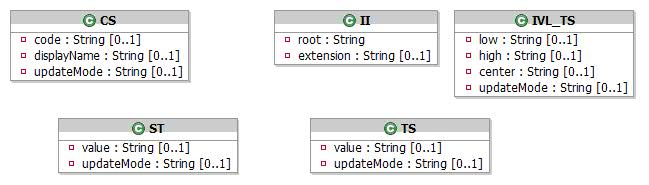 CS
code : String [0..1]
displayName : String [0..1]
updateMode : String [0..1]
II
root : String
extension : String [0..1]
IVL_TS
low : String [0..1]
high : String [0..1]
center : String [0..1]
updateMode : String [0..1]
ST
value : String [0..1]
updateMode : String [0..1]
TS
value : String [0..1]
updateMode : String [0..1]